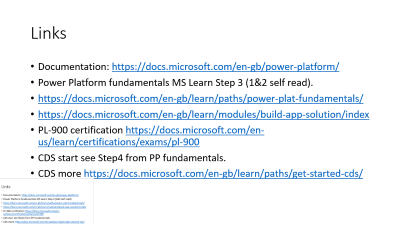 Links
• Documentation: https://docs.microsoft.com/en-gb/power-platform/
• Power Platform fundamentals MS Learn Step 3 (1&2 self read).
• https://docs.microsoft.com/en-gb/learn/paths/power-plat-fundamentals/
• https://docs.microsoft.com/en-gb/learn/modules/build-app-solution/index
• PL-900 certification https://docs.microsoft.com/en-
us/learn/certifications/exams/pl-900
• CDS start see Step4 from PP fundamentals.
• CDS more https://docs.microsoft.com/en-gb/learn/paths/get-started-cds/
Links